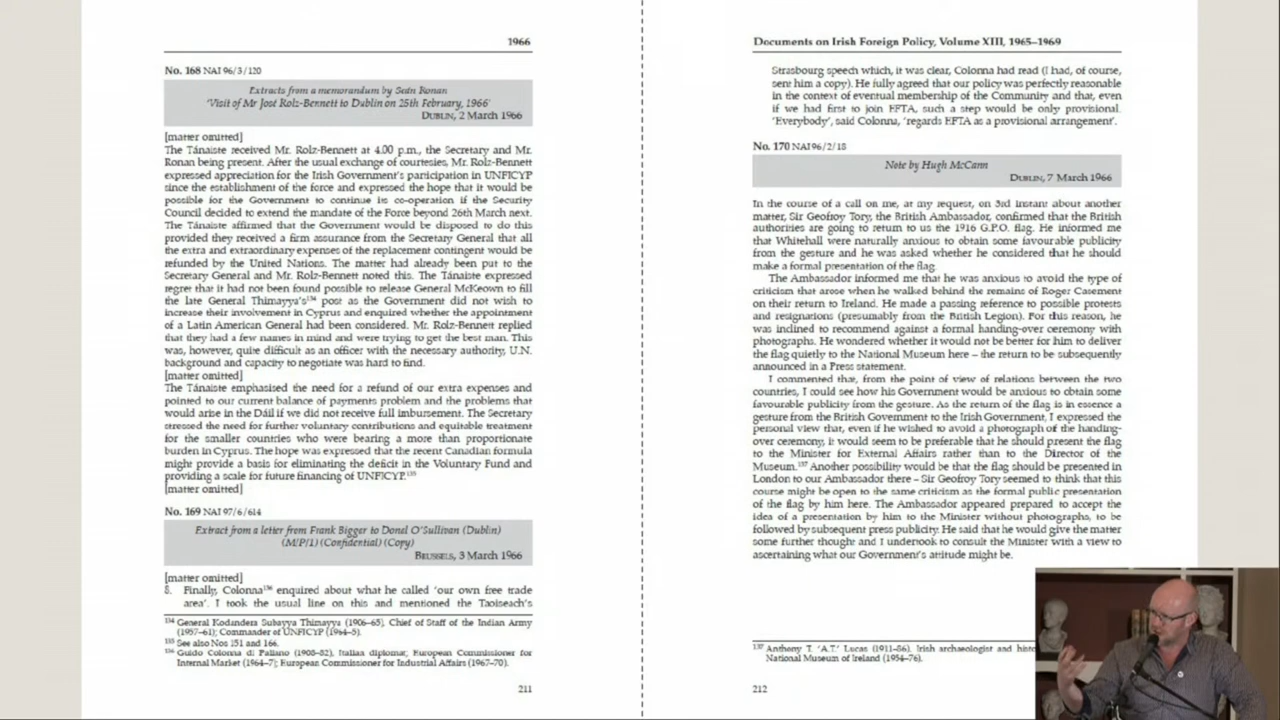 1966
No. 168 NAI 96/3/120
Extracts from a memorandum by Seán Ronan
'Visit of Mr José Rolz-Bennett to Dublin on 25th February, 1966'
DUBLIN, 2 March 1966
[matter omitted]
The Tánaiste received Mr. Rolz-Bennett at 4.00 p.m., the Secretary and Mr.
Ronan being present. After the usual exchange of courtesies, Mr. Rolz-Bennett
expressed appreciation for the Irish Government's participation in UNFICYP
since the establishment of the force and expressed the hope that it would be
possible for the Government to continue its co-operation if the Security
Council decided to extend the mandate of the Force beyond 26th March next.
The Tánaiste affirmed that the Government would be disposed to do this
provided they received a firm assurance from the Secretary General that all
the extra and extraordinary expenses of the replacement contingent would be
refunded by the United Nations. The matter had already been put to the
Secretary General and Mr. Rolz-Bennett noted this. The Tánaiste expressed
regret that it had not been found possible to release General McKeown to fill
the late General Thimayya's¹³⁴ post as the Government did not wish to
increase their involvement in Cyprus and enquired whether the appointment
of a Latin American General had been considered. Mr. Rolz-Bennett replied
that they had a few names in mind and were trying to get the best man. This
was, however, quite difficult as an officer with the necessary authority, U.N.
background and capacity to negotiate was hard to find.
[matter omitted]
The Tánaiste emphasised the need for a refund of our extra expenses and
pointed to our current balance of payments problem and the problems that
would arise in the Dáil if we did not receive full imbursement. The Secretary
stressed the need for further voluntary contributions and equitable treatment
for the smaller countries who were bearing a more than proportionate
burden in Cyprus. The hope was expressed that the recent Canadian formula
might provide a basis for eliminating the deficit in the Voluntary Fund and
providing a scale for future financing of UNFICYP.¹³⁵
[matter omitted]
No. 169 NAI 97/6/614
Extract from a letter from Frank Bigger to Donel O'Sullivan (Dublin)
(M/P/1) (Confidential) (Copy)
BRUSSELS, 3 March 1966
[matter omitted]
8. Finally, Colonna¹³⁶ enquired about what he called 'our own free trade
area'. I took the usual line on this and mentioned the Taoiseach's
¹³⁴ General Kodandera Subayya Thimayya (1906–65), Chief of Staff of the Indian Army
(1957–61); Commander of UNFICYP (1964–5).
¹³⁵ See also Nos 151 and 166.
¹³⁶ Guido Colonna di Paliano (1908–82), Italian diplomat; European Commissioner for
Internal Market (1964–7); European Commissioner for Industrial Affairs (1967–70).
211
Documents on Irish Foreign Policy, Volume XIII, 1965–1969
Strasbourg speech which, it was clear, Colonna had read (I had, of course,
sent him a copy). He fully agreed that our policy was perfectly reasonable
in the context of eventual membership of the Community and that, even
if we had first to join EFTA, such a step would be only provisional.
'Everybody', said Colonna, 'regards EFTA as a provisional arrangement'.
No. 170 NAI 96/2/18
Note by Hugh McCann
DUBLIN, 7 March 1966
In the course of a call on me, at my request, on 3rd instant about another
matter, Sir Geofroy Tory, the British Ambassador, confirmed that the British
authorities are going to return to us the 1916 G.P.O. flag. He informed me
that Whitehall were naturally anxious to obtain some favourable publicity
from the gesture and he was asked whether he considered that he should
make a formal presentation of the flag.
The Ambassador informed me that he was anxious to avoid the type of
criticism that arose when he walked behind the remains of Roger Casement
on their return to Ireland. He made a passing reference to possible protests
and resignations (presumably from the British Legion). For this reason, he
was inclined to recommend against a formal handing-over ceremony with
photographs. He wondered whether it would not be better for him to deliver
the flag quietly to the National Museum here – the return to be subsequently
announced in a Press statement.
I commented that, from the point of view of relations between the two
countries, I could see how his Government would be anxious to obtain some
favourable publicity from the gesture. As the return of the flag is in essence a
gesture from the British Government to the Irish Government, I expressed the
personal view that, even if he wished to avoid a photograph of the handing-
over ceremony, it would seem to be preferable that he should present the flag
to the Minister for External Affairs rather than to the Director of the
Museum.¹³⁷ Another possibility would be that the flag should be presented in
London to our Ambassador there – Sir Geofroy Tory seemed to think that this
course might be open to the same criticism as the formal public presentation
of the flag by him here. The Ambassador appeared prepared to accept the
idea of a presentation by him to the Minister without photographs, to be
followed by subsequent press publicity. He said that he would give the matter
some further thought and I undertook to consult the Minister with a view to
ascertaining what our Government's attitude might be.
¹³⁷ Anthony T. 'A.T.' Lucas (1911–86). Irish archaeologist and histo
National Museum of Ireland (1954–76).
212